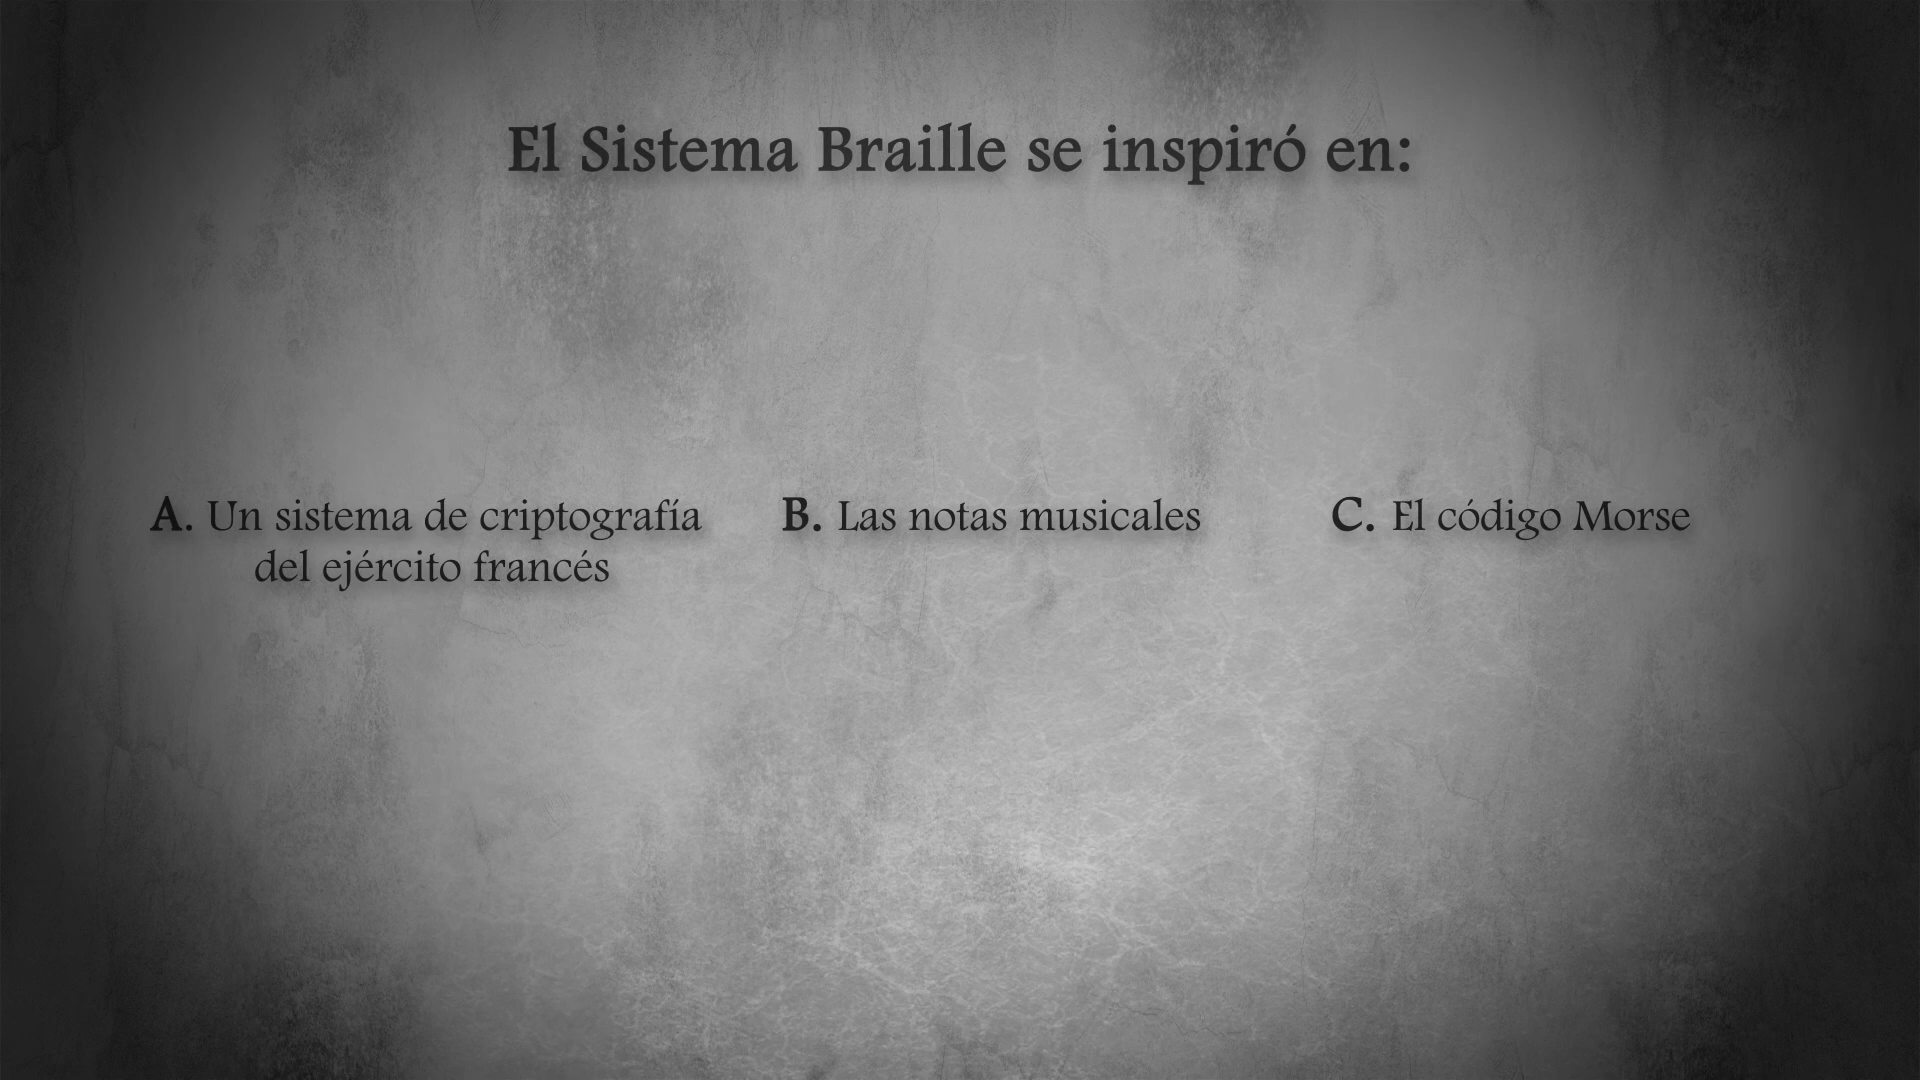 El Sistema Braille se inspiró en:
A. Un sistema de criptografía
del ejército francés
B. Las notas musicales
C. El código Morse